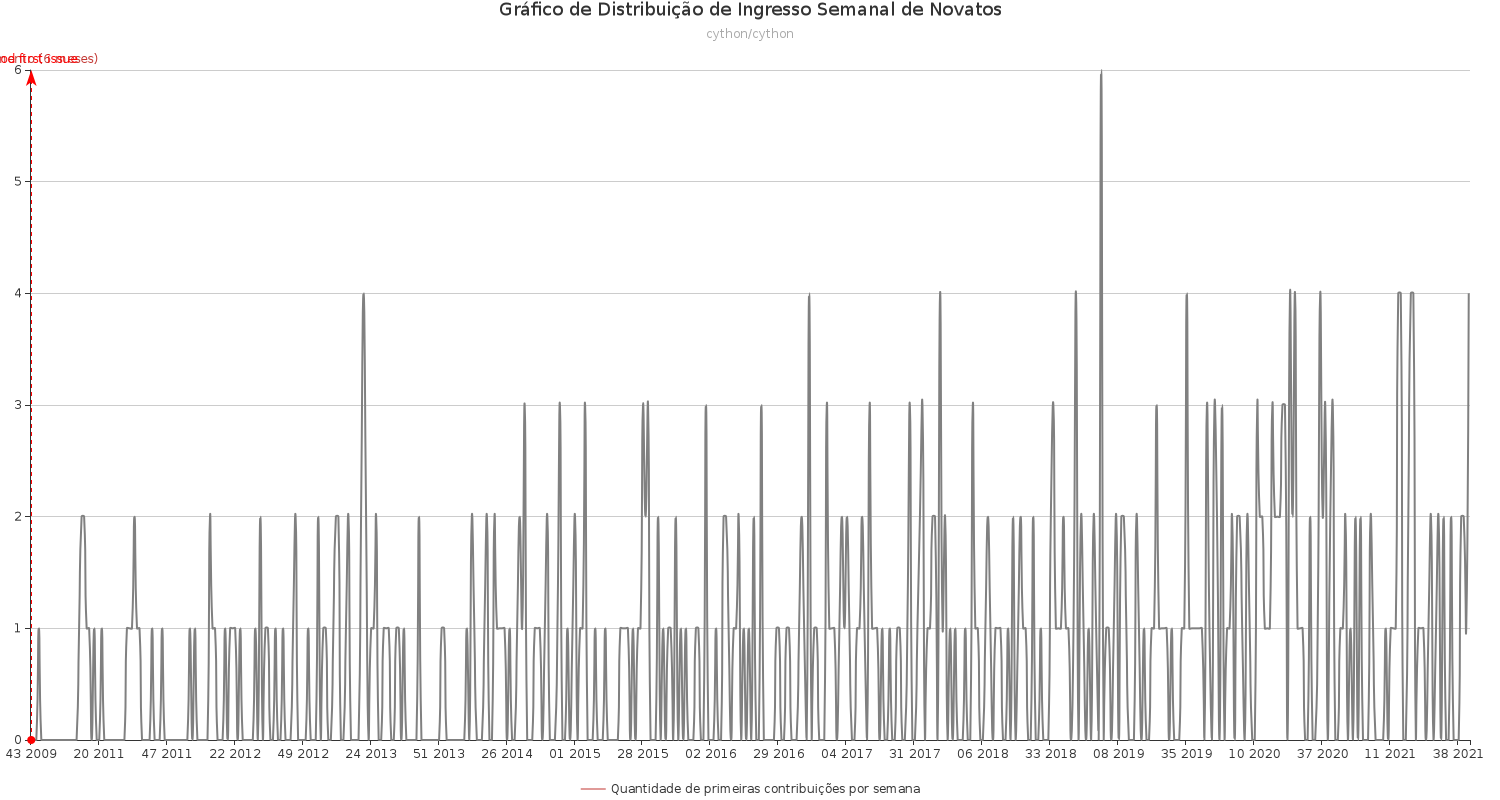 Gráfico de Distribuição de Ingresso Semanal de Novatos
cython/cython
6
5
4
3
2
1
0
43 2009 20 2011 47 2011 22 2012 49 2012 24 2013 51 2013 26 2014 01 2015 28 2015 02 2016 29 2016 04 2017 31 2017 06 2018 33 2018 08 2019 35 2019 10 2020 37 2020 11 2021 38 2021
Quantidade de primeiras contribuições por semana